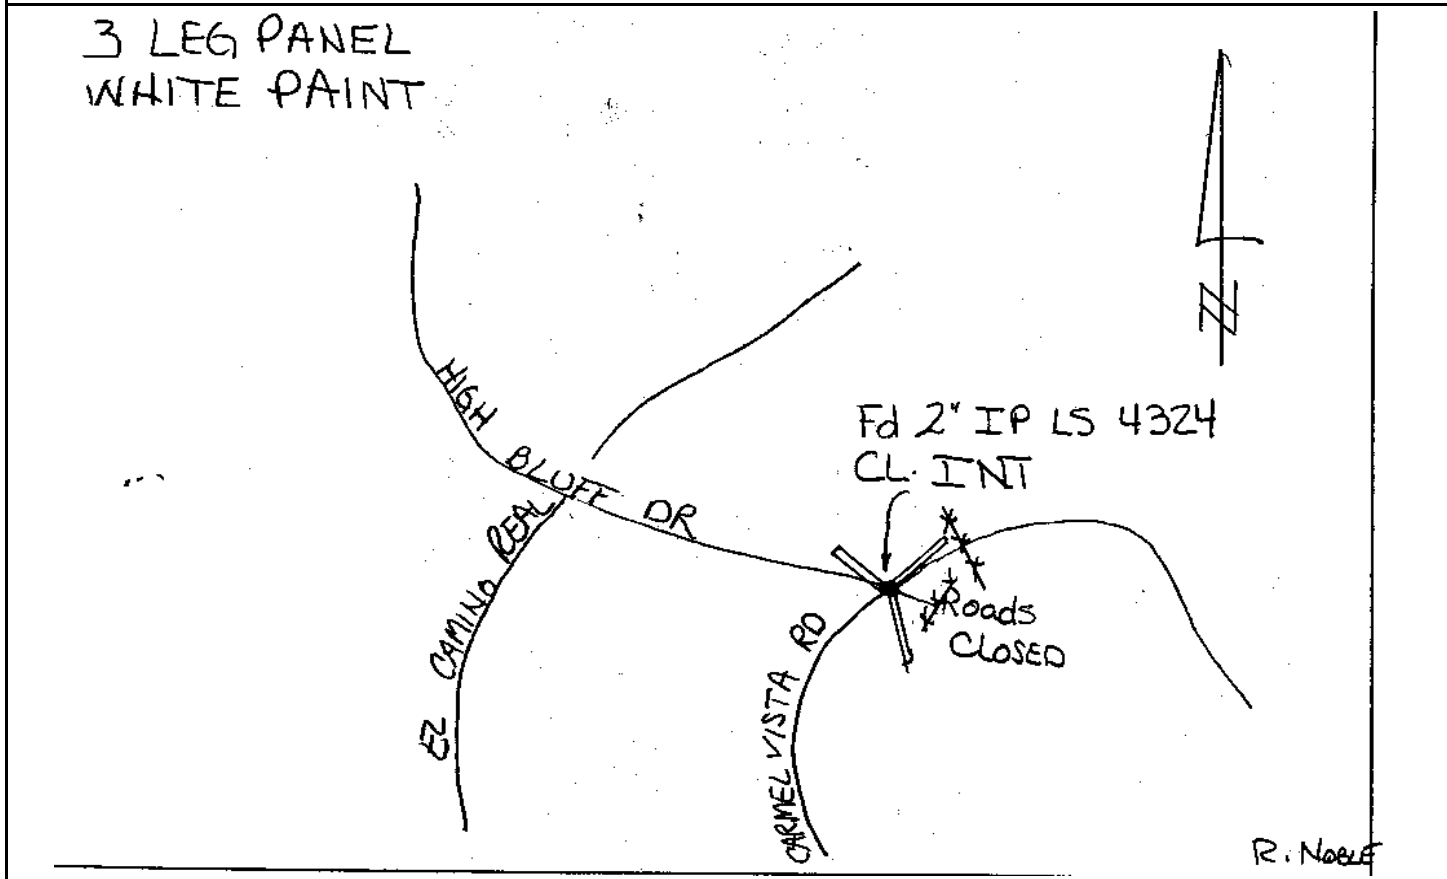 3 LEG PANEL
WHITE PAINT
N
HIGH BLUFF DR
Fd 2" IP LS 4324
CL. INT
EL CAMINO REAL
CARMEL VISTA RD
Roads
CLOSED
R. NOBLE